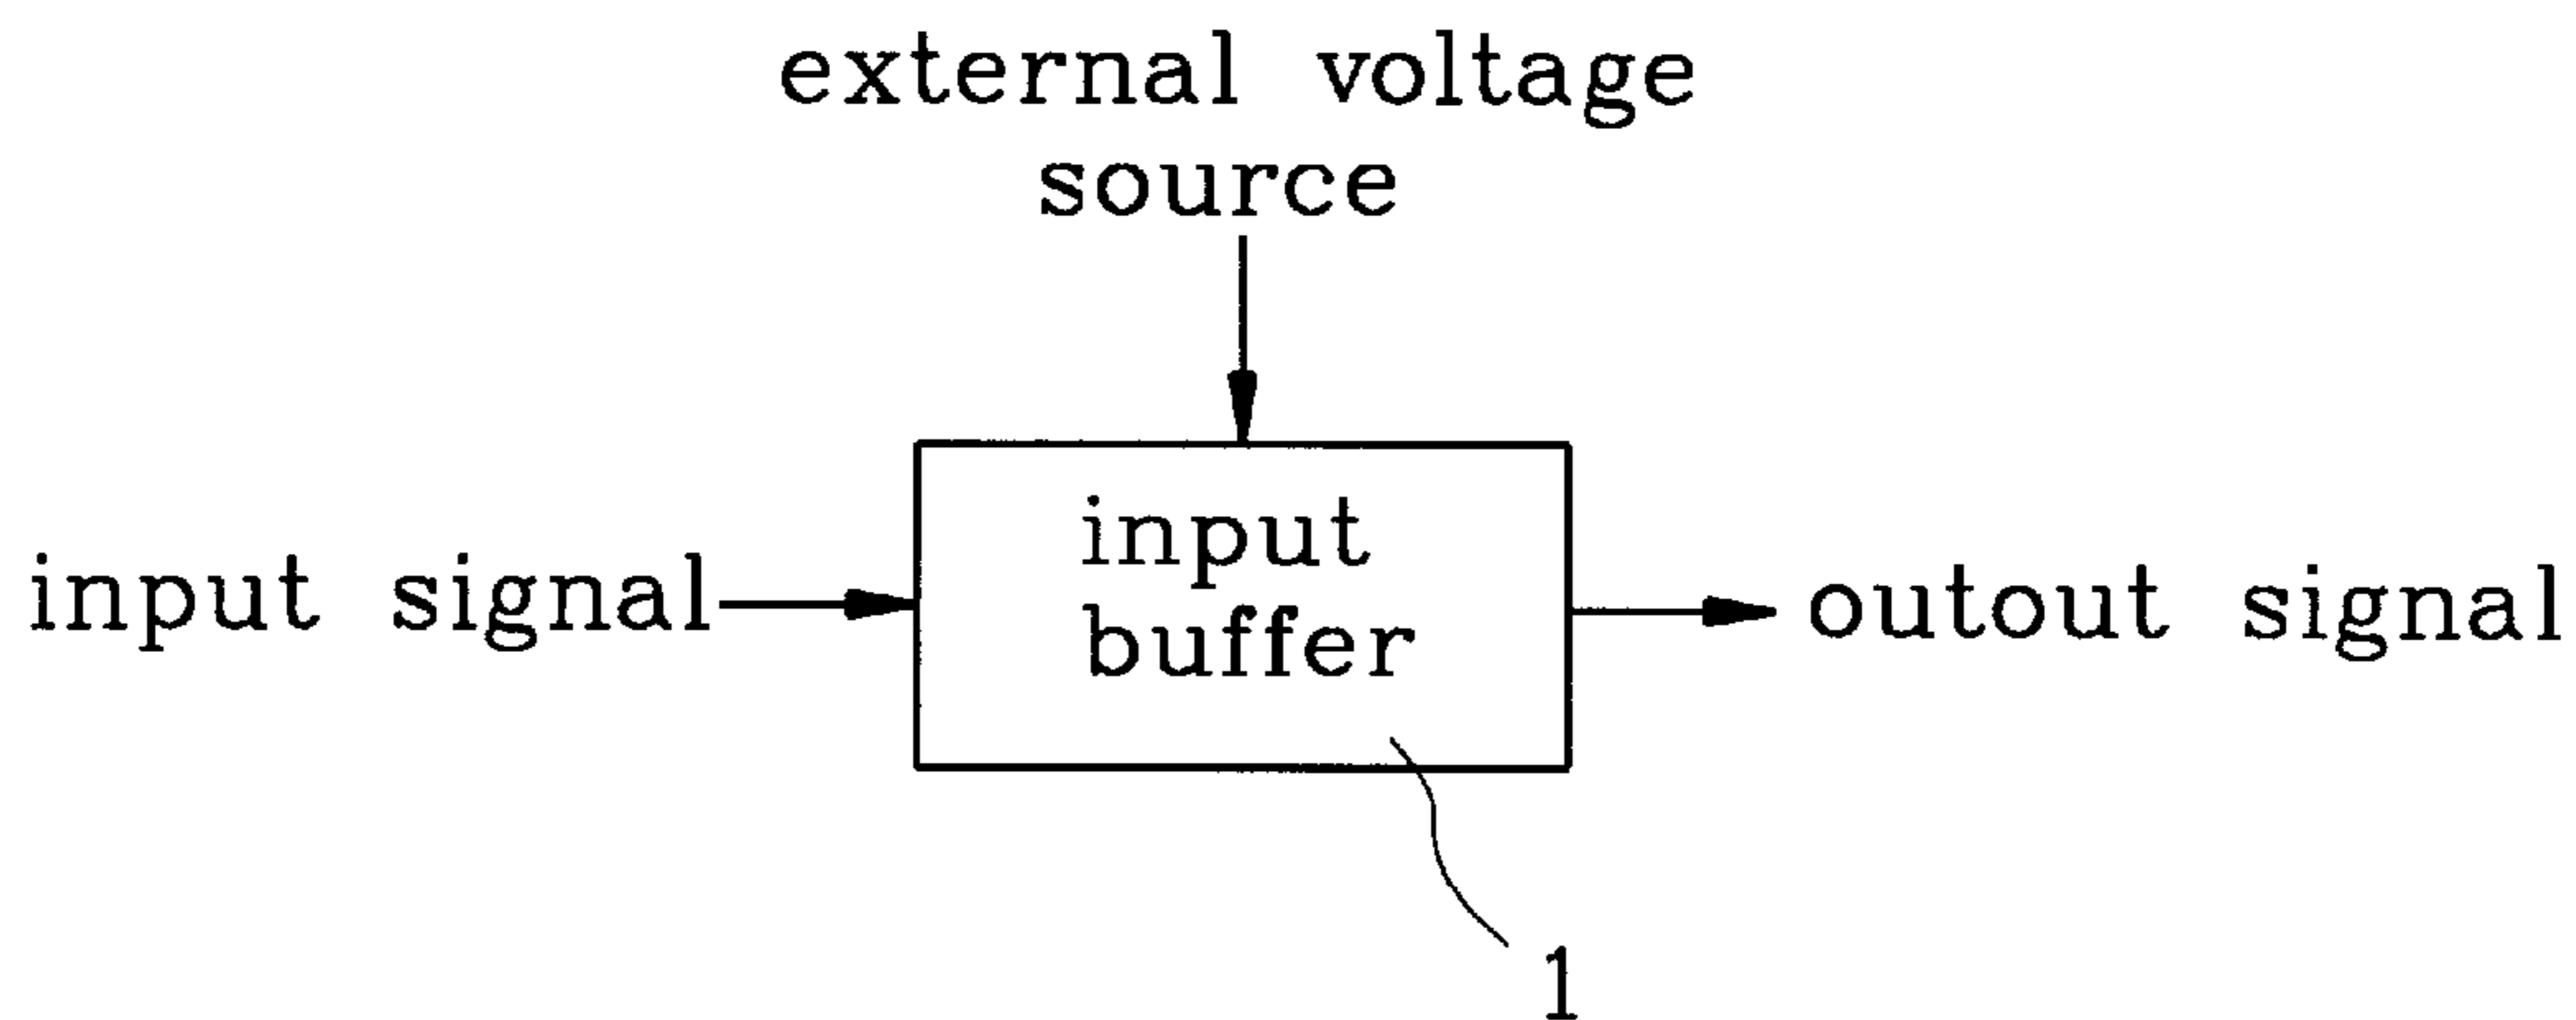 external voltage
source
input
buffer
input signal
outout signal
1